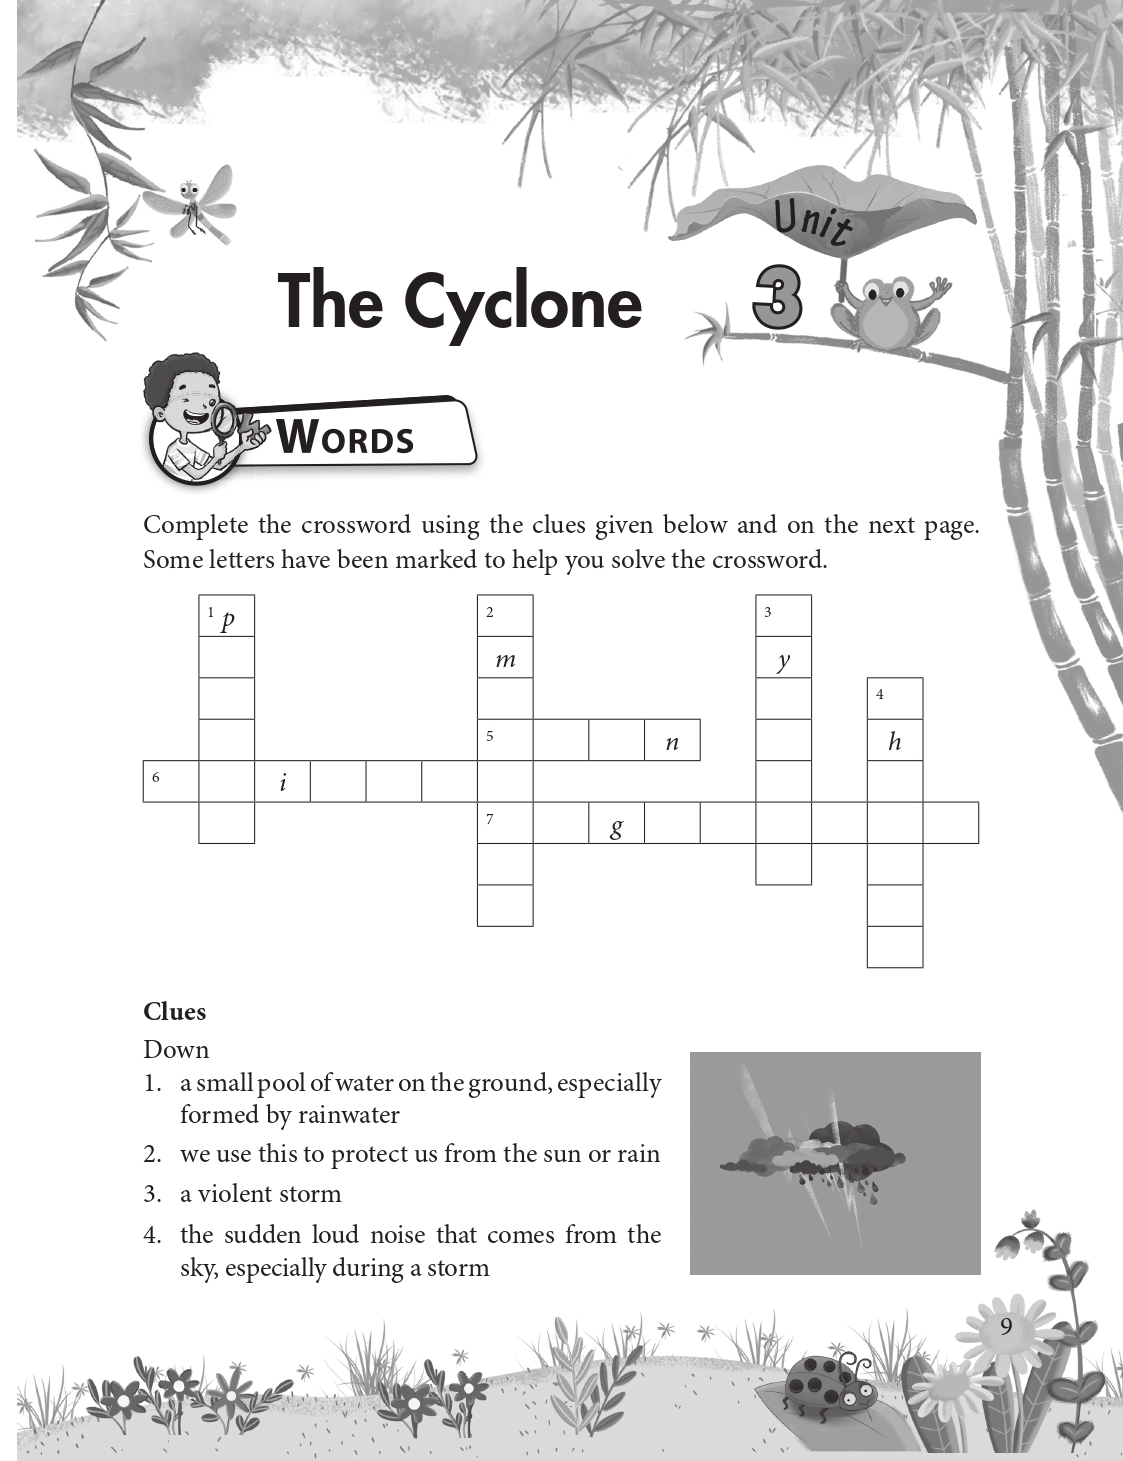 Unit
3
The Cyclone
WORDS
Complete the crossword using the clues given below and on the next page.
Some letters have been marked to help you solve the crossword.
1 p
2
3
m
y
4
5
n
h
6
i
7
g
Clues
Down
1. a small pool of water on the ground, especially
formed by rainwater
2. we use this to protect us from the sun or rain
3. a violent storm
4. the sudden loud noise that comes from the
sky, especially during a storm
9